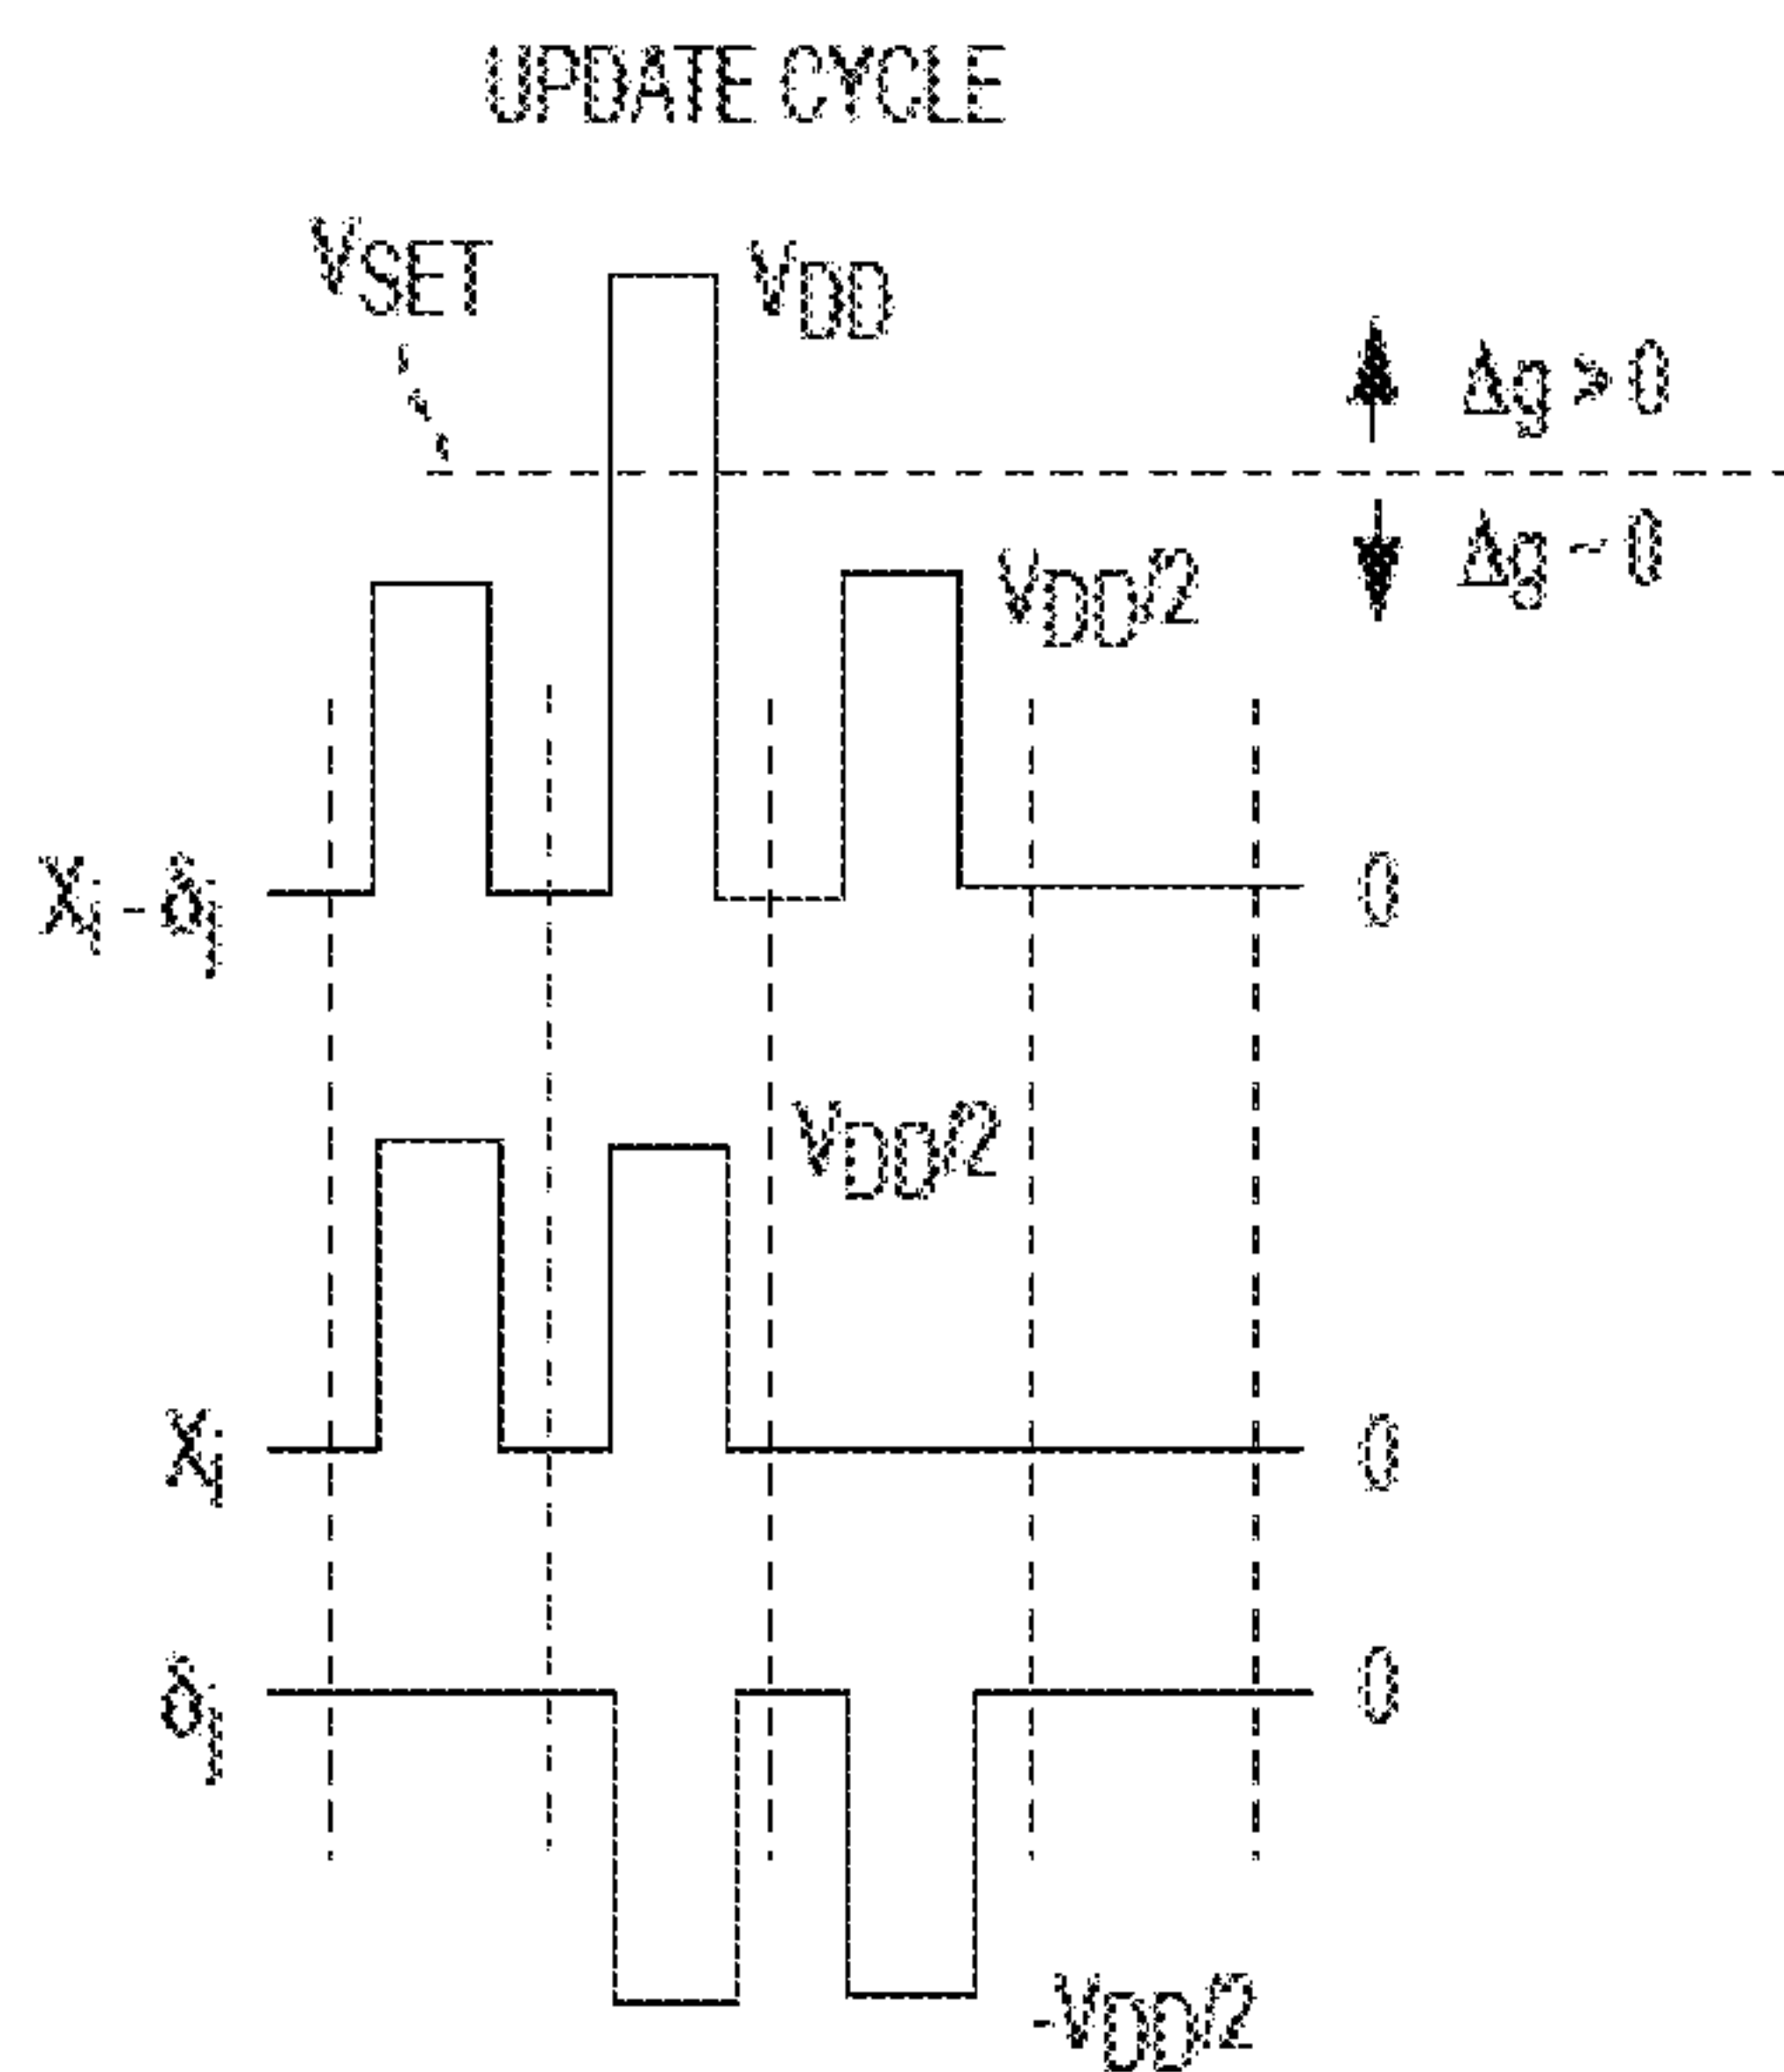 UPDATE CYCLE
VSET
VDD
Δg > 0
Δg ~ 0
VDD/2
Xi - δj
0
VDD/2
Xi
0
δj
0
-VDD/2